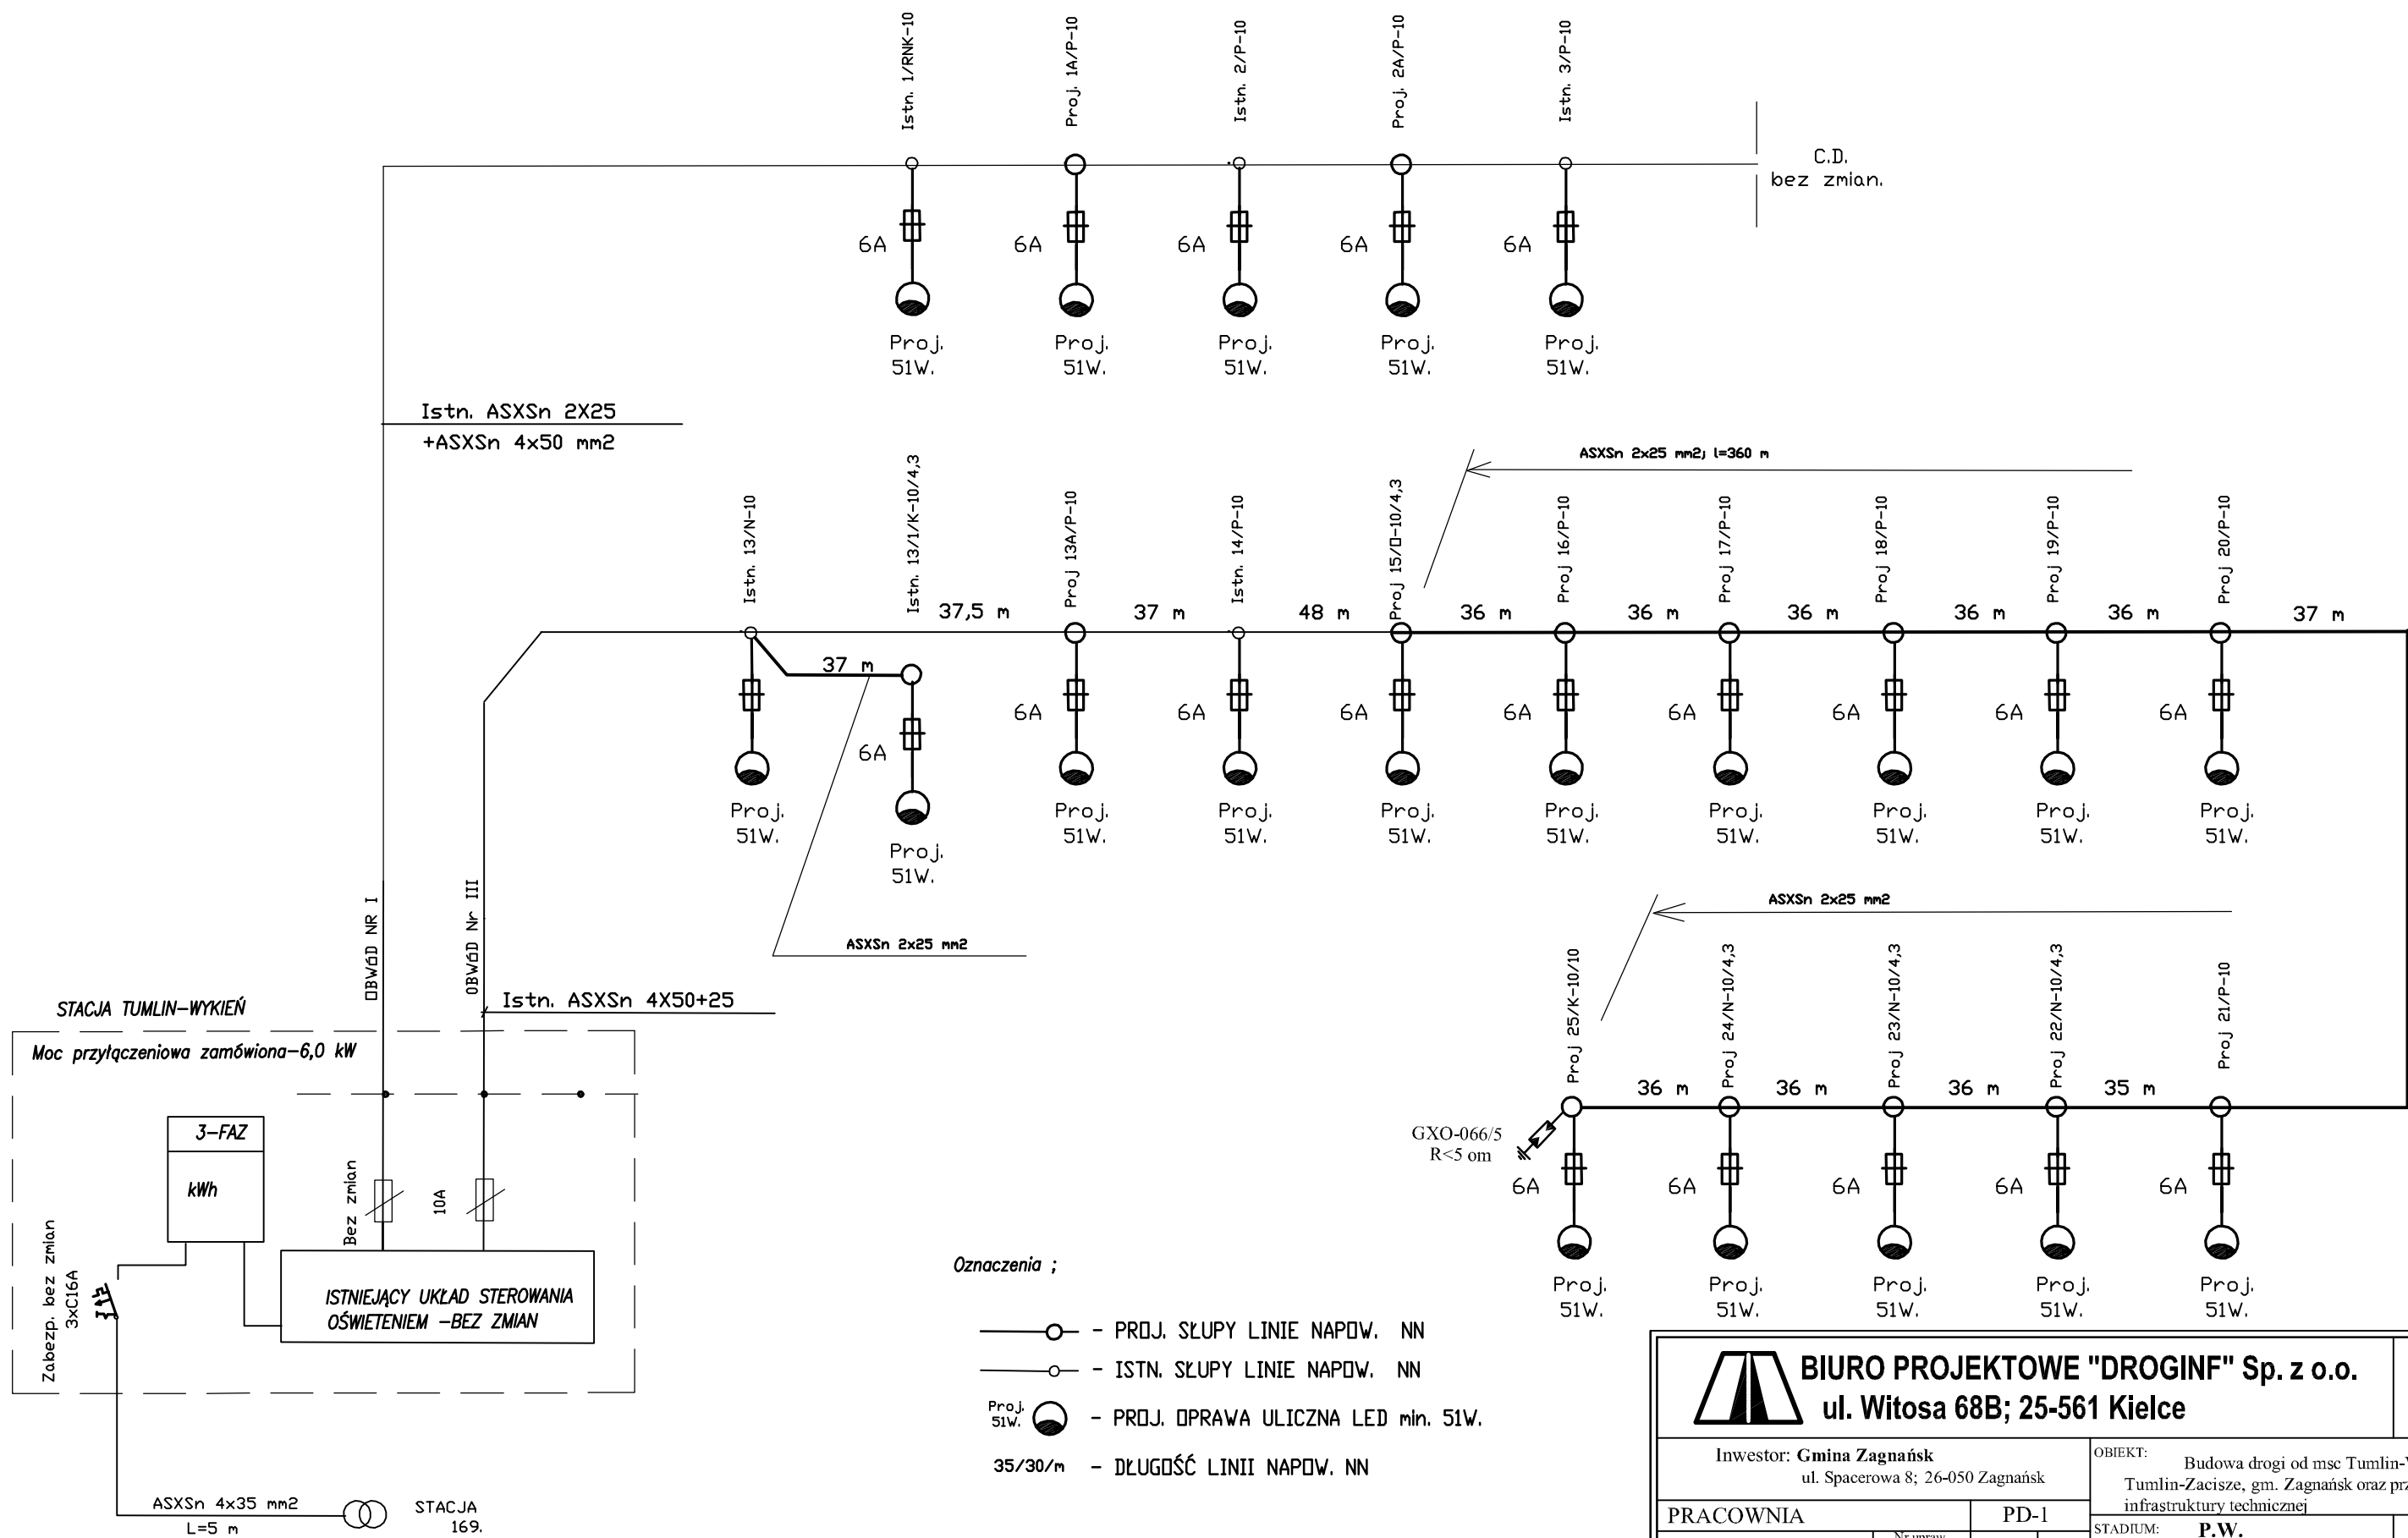 Istn. 1/RNK-10
Proj. 1A/P-10
Istn. 2/P-10
Proj. 2A/P-10
Istn. 3/P-10
C.D.
bez zmian.
6A
6A
6A
6A
6A
Proj.
51W.
Proj.
51W.
Proj.
51W.
Proj.
51W.
Proj.
51W.
Istn. ASXSn 2X25
+ASXSn 4x50 mm2
ASXSn 2x25 mm2; l=360 m
Istn. 13/N-10
Istn. 13/1/K-10/4,3
Proj 13A/P-10
Istn. 14/P-10
Proj 15/O-10/4,3
Proj 16/P-10
Proj 17/P-10
Proj 18/P-10
Proj 19/P-10
Proj 20/P-10
37,5 m
37 m
48 m
36 m
36 m
36 m
36 m
36 m
37 m
37 m
6A
6A
6A
6A
6A
6A
6A
6A
6A
Proj.
51W.
Proj.
51W.
Proj.
51W.
Proj.
51W.
Proj.
51W.
Proj.
51W.
Proj.
51W.
Proj.
51W.
Proj.
51W.
Proj.
51W.
OBWÓD NR I
OBWÓD Nr III
ASXSn 2x25 mm2
ASXSn 2x25 mm2
Istn. ASXSn 4X50+25
Proj 25/K-10/10
Proj 24/N-10/4,3
Proj 23/N-10/4,3
Proj 22/N-10/4,3
Proj 21/P-10
36 m
36 m
36 m
35 m
GXO-066/5
R<5 om
6A
6A
6A
6A
6A
Proj.
51W.
Proj.
51W.
Proj.
51W.
Proj.
51W.
Proj.
51W.
STACJA TUMLIN-WYKIEŃ
Moc przyłączeniowa zamówiona-6,0 kW
3-FAZ
kWh
Bez zmian
10A
Zabezp. bez zmian
3xC16A
ISTNIEJĄCY UKŁAD STEROWANIA
OŚWIETENIEM -BEZ ZMIAN
ASXSn 4x35 mm2
L=5 m
STACJA
169.
Oznaczenia ;
- PROJ. SŁUPY LINIE NAPOW. NN
- ISTN. SŁUPY LINIE NAPOW. NN
Proj.
51W.
- PROJ. OPRAWA ULICZNA LED min. 51W.
35/30/m - DŁUGOŚĆ LINII NAPOW. NN
BIURO PROJEKTOWE "DROGINF" Sp. z o.o.
ul. Witosa 68B; 25-561 Kielce
Inwestor: Gmina Zagnańsk
ul. Spacerowa 8; 26-050 Zagnańsk
OBIEKT:
Budowa drogi od msc Tumlin-
Tumlin-Zacisze, gm. Zagnańsk oraz
infrastruktury technicznej
PRACOWNIA
PD-1
STADIUM: P.W.